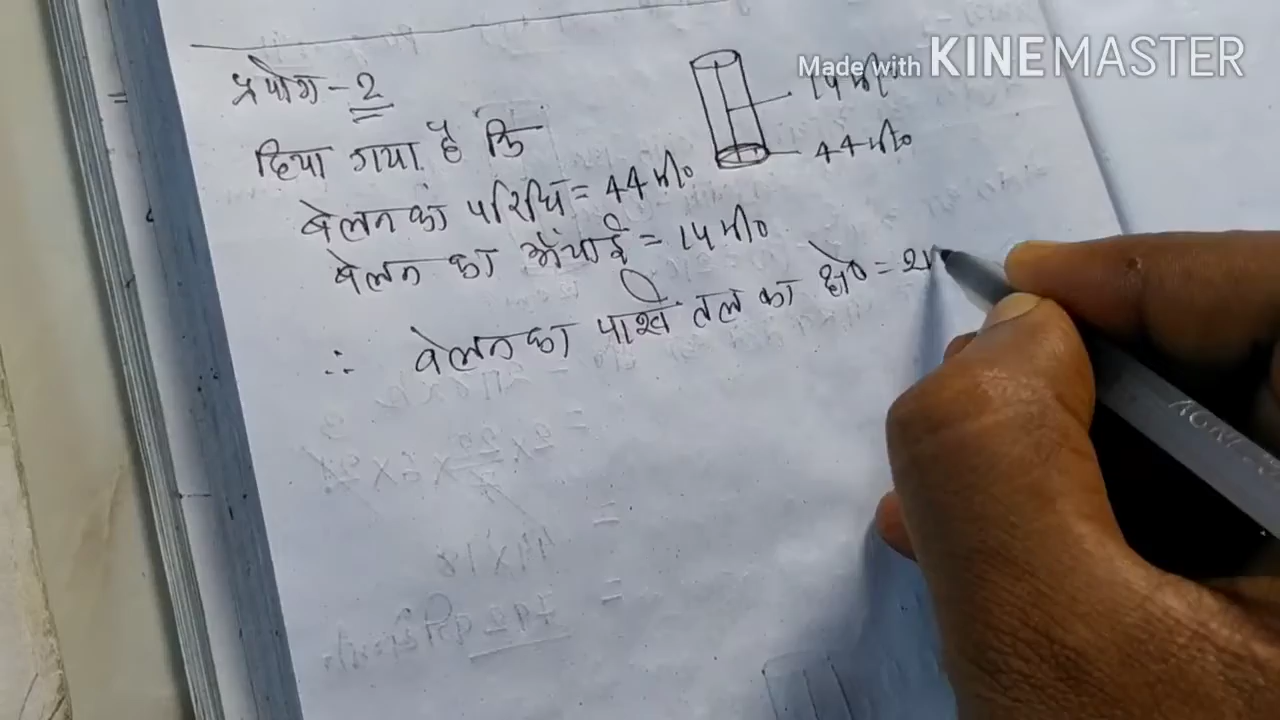 Made with KINEMASTER
प्रयोग - 2
14 मी०
44 मी०
दिया गया है कि
बेलन का परिधि = 44 मी०
बेलन का ऊँचाई = 14 मी०
∴ बेलन का पार्श्व तल का क्षे० = 2π